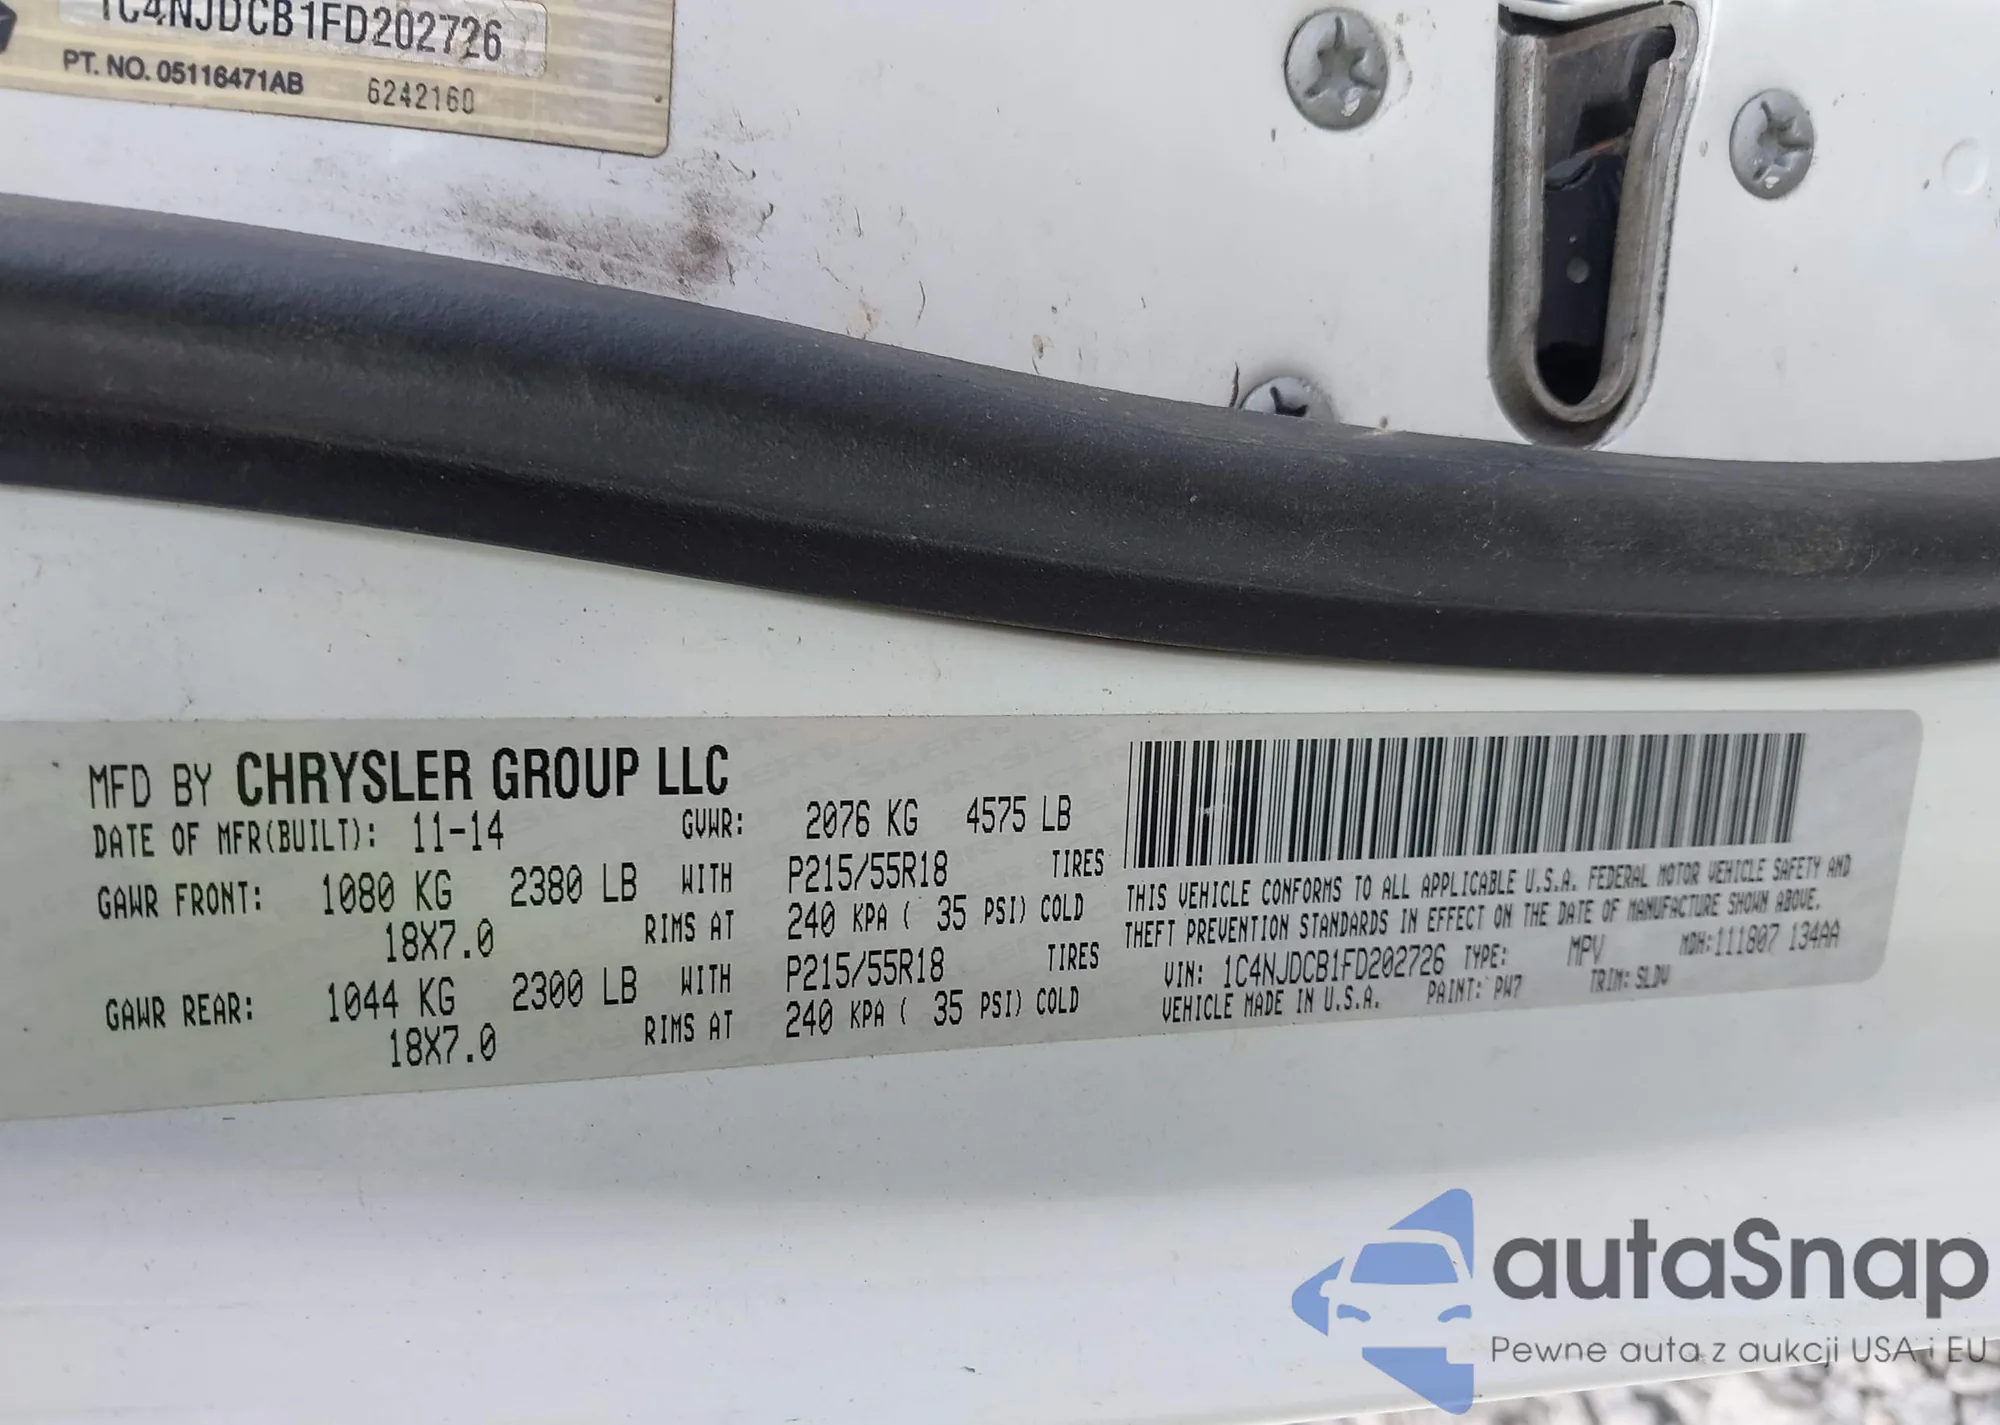 1C4NJDCB1FD202726
PT. NO. 05116471AB 6242160
MFD BY CHRYSLER GROUP LLC
DATE OF MFR(BUILT): 11-14 GVWR: 2076 KG 4575 LB
GAWR FRONT: 1080 KG 2380 LB WITH P215/55R18 TIRES
18X7.0 RIMS AT 240 KPA ( 35 PSI) COLD
GAWR REAR: 1044 KG 2300 LB WITH P215/55R18 TIRES
18X7.0 RIMS AT 240 KPA ( 35 PSI) COLD
THIS VEHICLE CONFORMS TO ALL APPLICABLE U.S.A. FEDERAL MOTOR VEHICLE SAFETY AND
THEFT PREVENTION STANDARDS IN EFFECT ON THE DATE OF MANUFACTURE SHOWN ABOVE.
VIN: 1C4NJDCB1FD202726 TYPE: MPV MDH:111807 134AA
VEHICLE MADE IN U.S.A. PAINT: PW7 TRIM: SLDV
autaSnap
Pewne auta z aukcji USA i EU